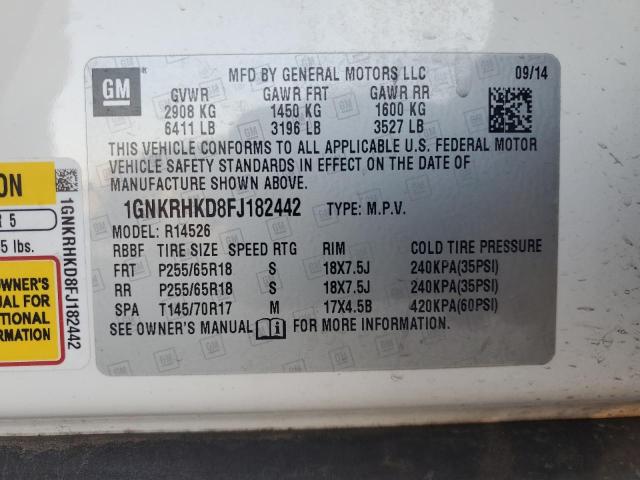 GM
MFD BY GENERAL MOTORS LLC 09/14
GVWR GAWR FRT GAWR RR
2908 KG 1450 KG 1600 KG
6411 LB 3196 LB 3527 LB
THIS VEHICLE CONFORMS TO ALL APPLICABLE U.S. FEDERAL MOTOR
VEHICLE SAFETY STANDARDS IN EFFECT ON THE DATE OF
MANUFACTURE SHOWN ABOVE.
1GNKRHKD8FJ182442 TYPE: M.P.V.
MODEL: R14526
RBBF TIRE SIZE SPEED RTG RIM COLD TIRE PRESSURE
FRT P255/65R18 S 18X7.5J 240KPA(35PSI)
RR P255/65R18 S 18X7.5J 240KPA(35PSI)
SPA T145/70R17 M 17X4.5B 420KPA(60PSI)
SEE OWNER'S MANUAL FOR MORE INFORMATION.
ON
R 5
5 lbs.
OWNER'S
FOR
1GNKRHKD8FJ182442